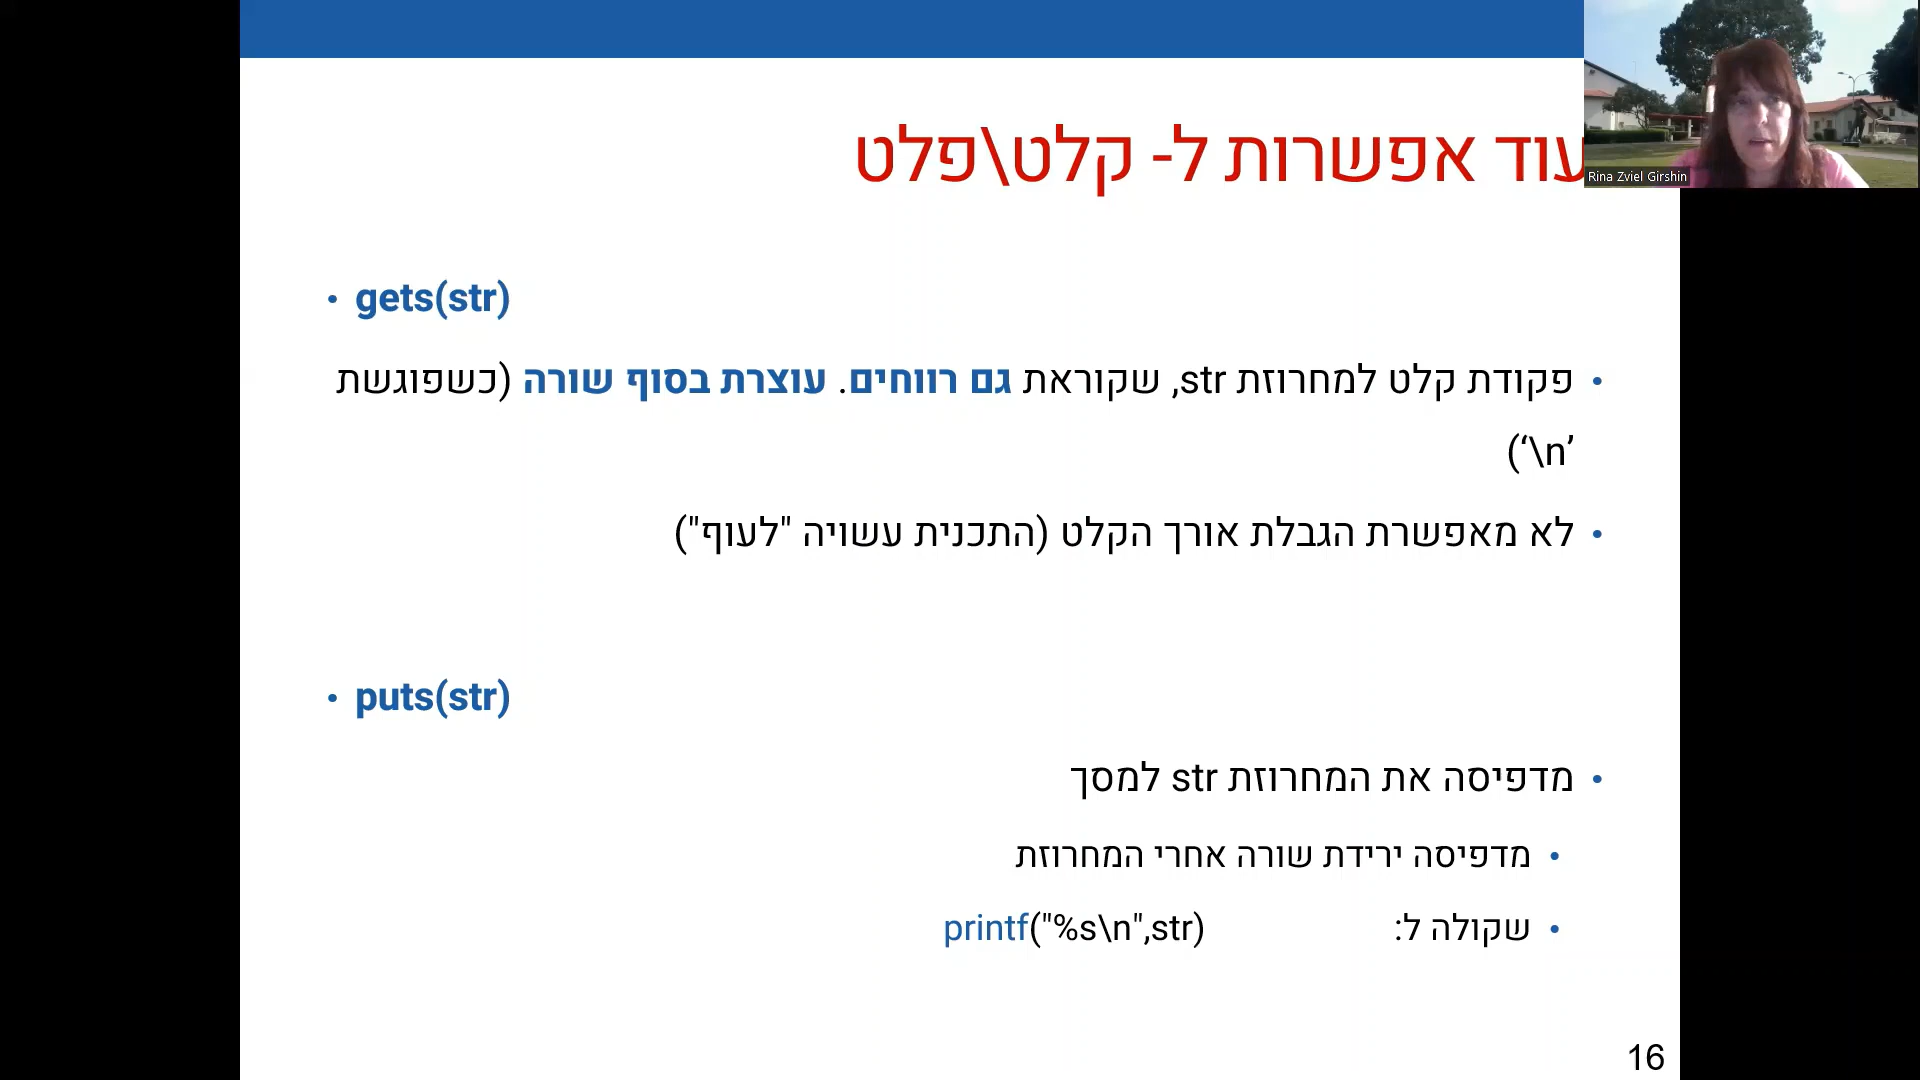 עוד אפשרות ל- קלט\פלט
Rina Zviel Girshin
• gets(str)
• פקודת קלט למחרוזת str, שקוראת גם רווחים. עוצרת בסוף שורה (כשפוגשת
’\n‘)
• לא מאפשרת הגבלת אורך הקלט (התכנית עשויה "לעוף")
• puts(str)
• מדפיסה את המחרוזת str למסך
• מדפיסה ירידת שורה אחרי המחרוזת
• שקולה ל: printf("%s\n",str)
16